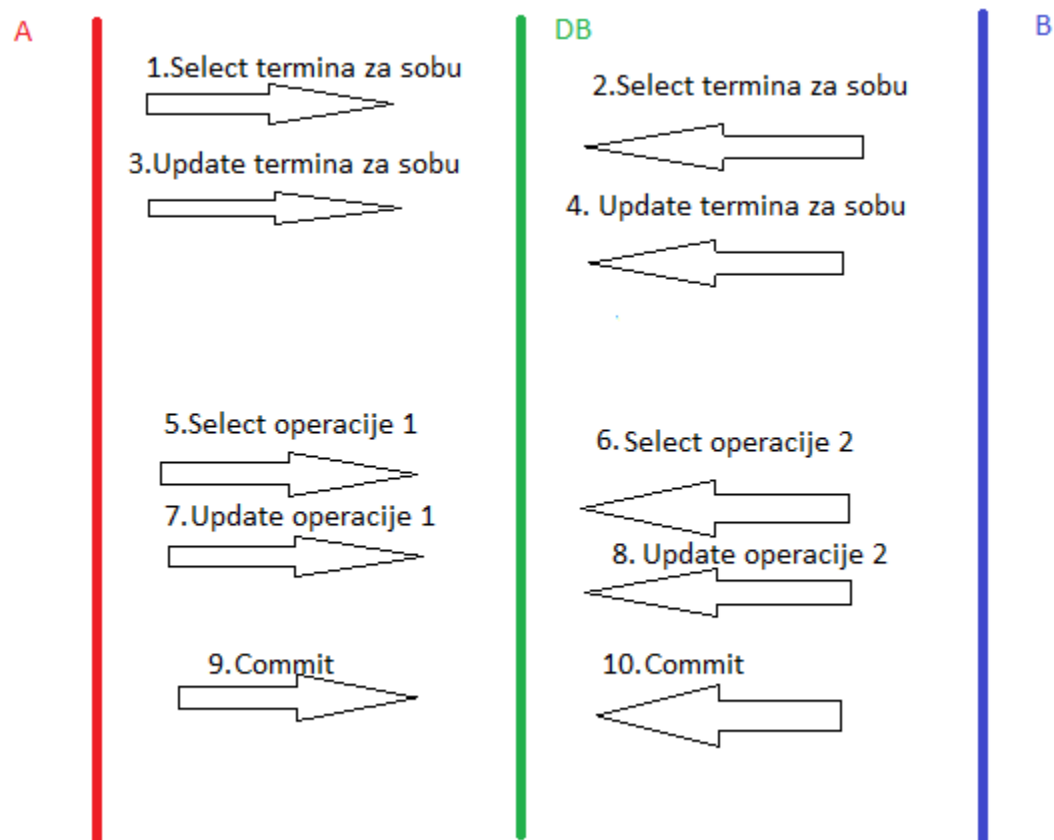 A
DB
B
1.Select termina za sobu
2.Select termina za sobu
3.Update termina za sobu
4. Update termina za sobu
5.Select operacije 1
6. Select operacije 2
7.Update operacije 1
8. Update operacije 2
9.Commit
10.Commit